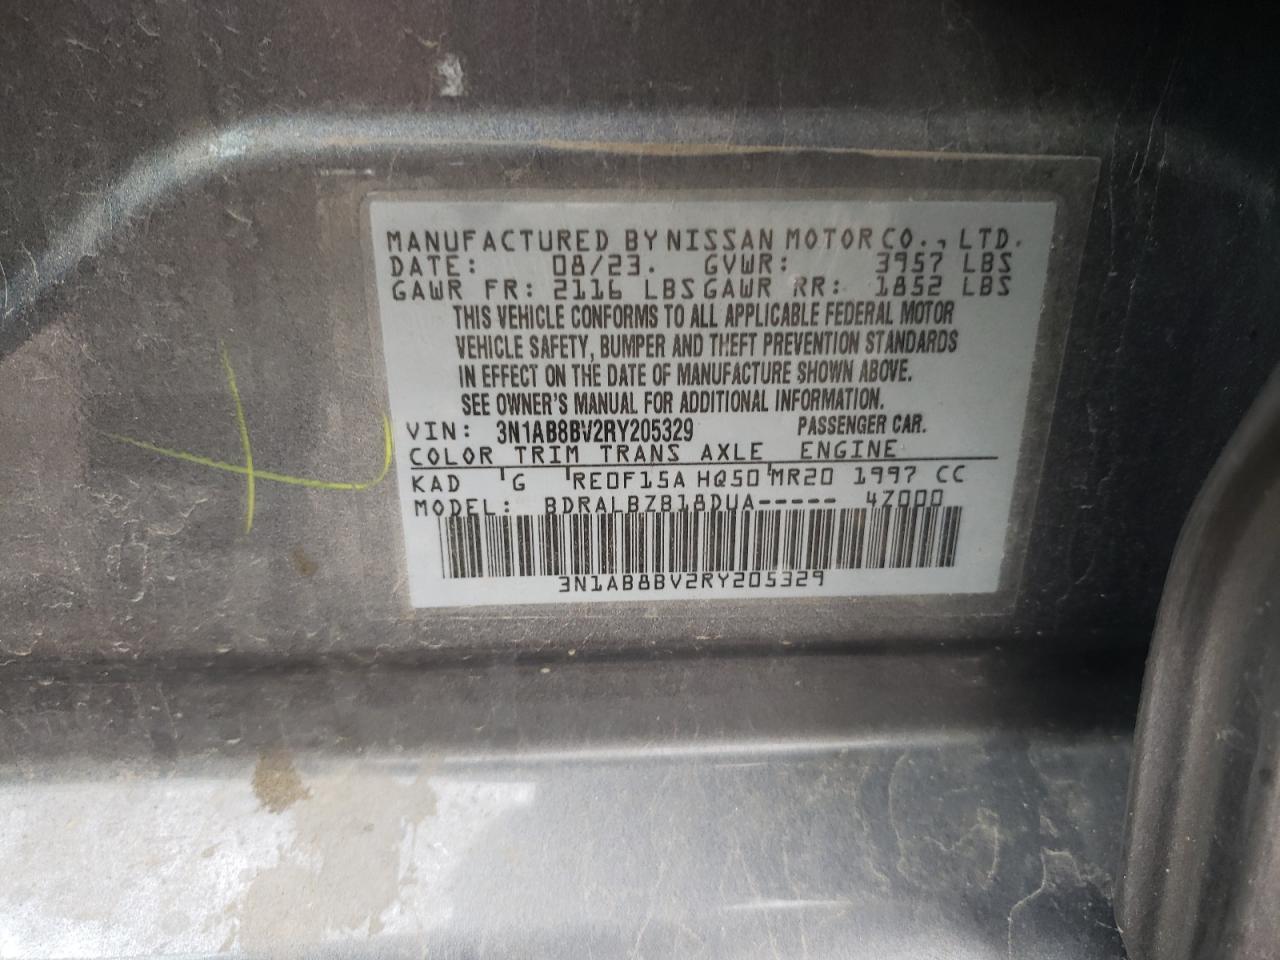 MANUFACTURED BY NISSAN MOTOR CO., LTD.
DATE: 08/23. GVWR: 3957 LBS
GAWR FR: 2116 LBS GAWR RR: 1852 LBS
THIS VEHICLE CONFORMS TO ALL APPLICABLE FEDERAL MOTOR
VEHICLE SAFETY, BUMPER AND THEFT PREVENTION STANDARDS
IN EFFECT ON THE DATE OF MANUFACTURE SHOWN ABOVE.
SEE OWNER'S MANUAL FOR ADDITIONAL INFORMATION.
VIN: 3N1AB8BV2RY205329 PASSENGER CAR.
COLOR TRIM TRANS AXLE ENGINE
KAD G RE0F15A HQ50 MR20 1997 CC
MODEL: BDRALBZB18DUA----- 4Z000
3N1AB8BV2RY205329